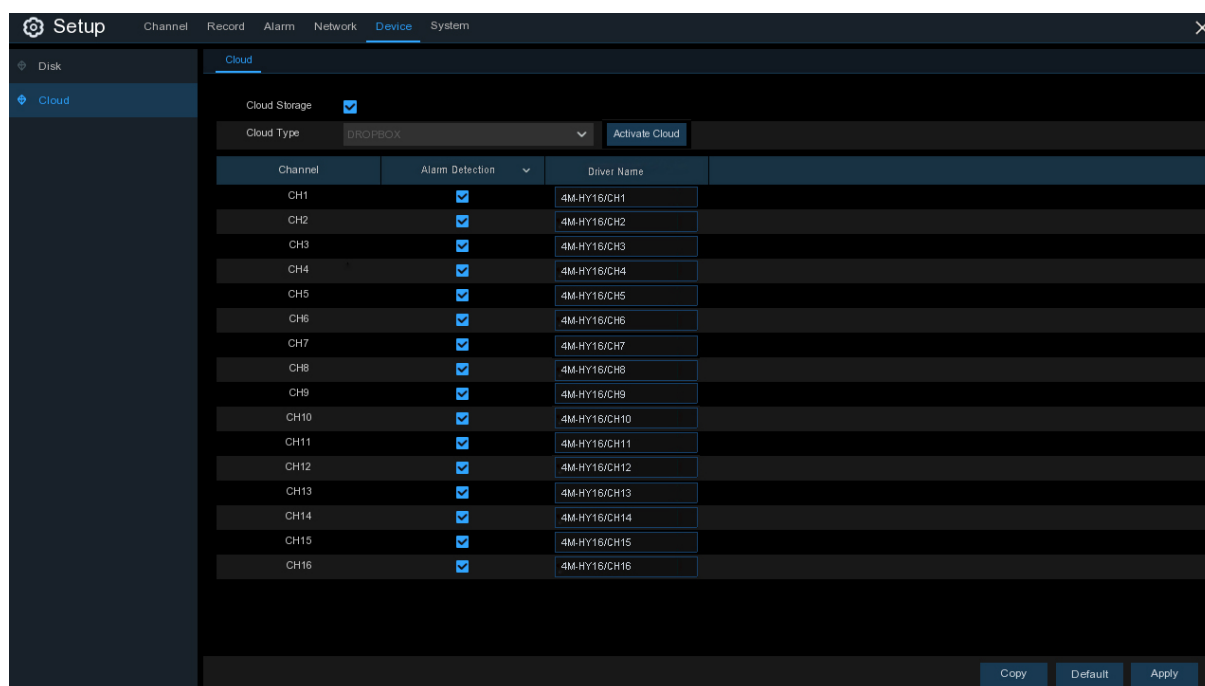 Setup Channel Record Alarm Network Device System
Disk
Cloud
Cloud
Cloud Storage
Cloud Type DROPBOX Activate Cloud
Channel Alarm Detection Driver Name
CH1 4M-HY16/CH1
CH2 4M-HY16/CH2
CH3 4M-HY16/CH3
CH4 4M-HY16/CH4
CH5 4M-HY16/CH5
CH6 4M-HY16/CH6
CH7 4M-HY16/CH7
CH8 4M-HY16/CH8
CH9 4M-HY16/CH9
CH10 4M-HY16/CH10
CH11 4M-HY16/CH11
CH12 4M-HY16/CH12
CH13 4M-HY16/CH13
CH14 4M-HY16/CH14
CH15 4M-HY16/CH15
CH16 4M-HY16/CH16
Copy Default Apply